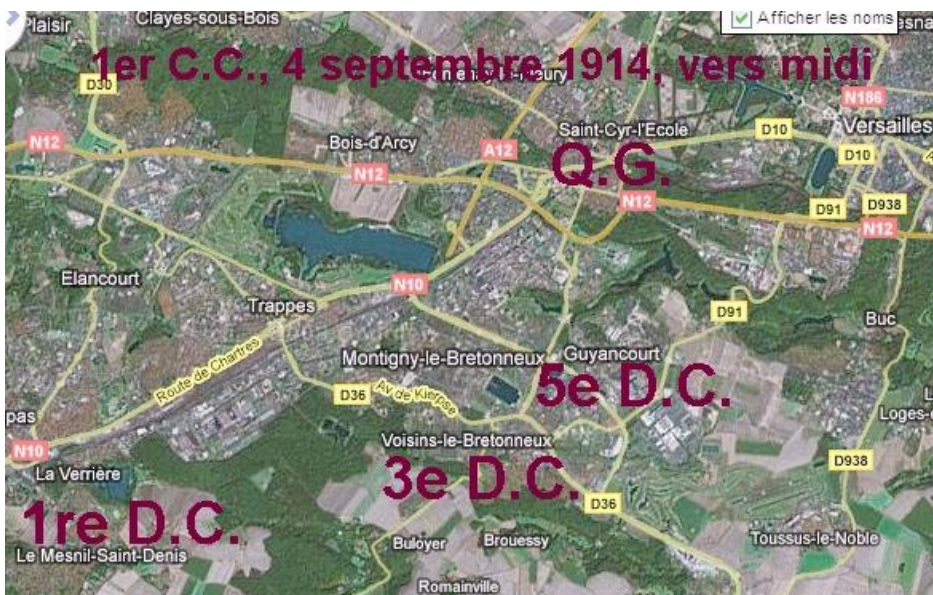 Plaisir
Clayes-sous-Bois
Afficher les noms
1er C.C., 4 septembre 1914, vers midi
D30
N186
Saint-Cyr-l'Ecole
D10
Versailles
N12
Bois-d'Arcy
A12
D10
Q.G.
N12
N12
D91
D938
N12
Elancourt
N10
Trappes
D91
Buc
Route de Chartres
Montigny-le-Bretonneux
Guyancourt
5e D.C.
D36
Av de Kierpse
pas
N10
Voisins-le-Bretonneux
La Verrière
3e D.C.
D938
D36
1re D.C.
Le Mesnil-Saint-Denis
Buloyer
Brouessy
Toussus-le-Noble
Romainville